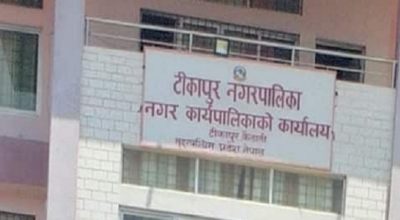 टीकापुर नगरपालिका
नगर कार्यपालिकाको कार्यालय
टीकापुर कैलाली
सुदूरपश्चिम प्रदेश नेपाल